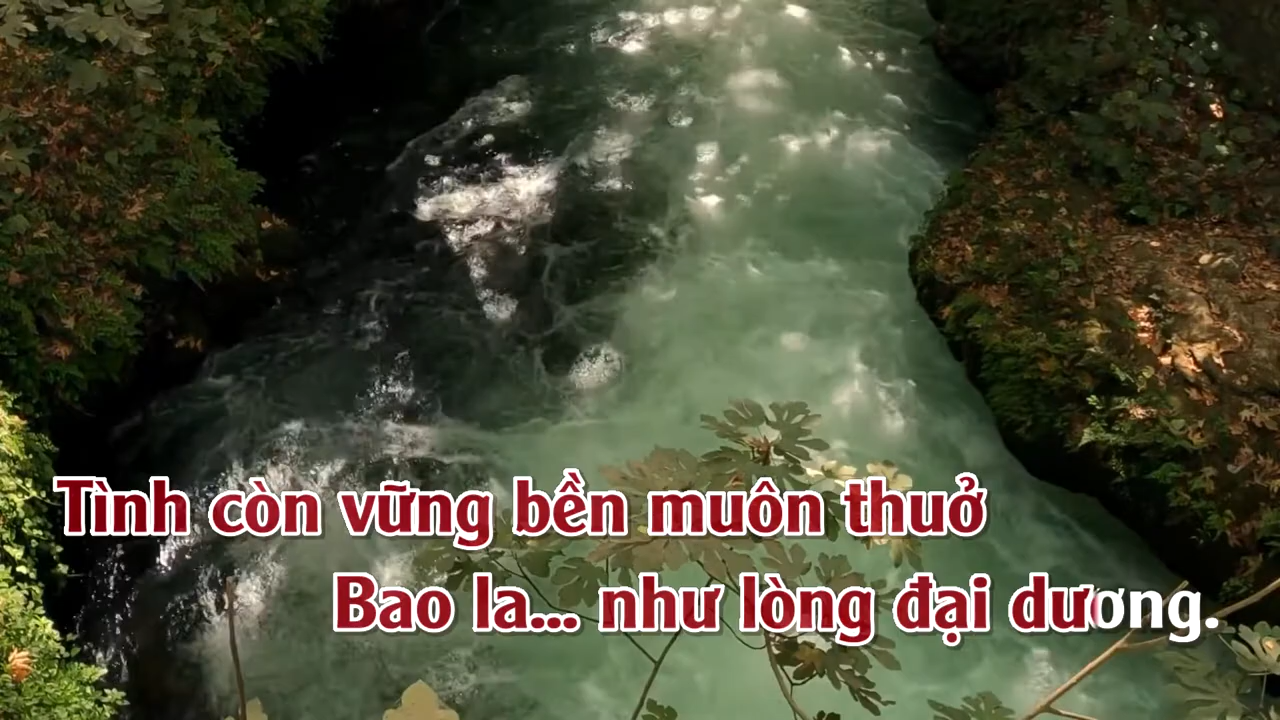 Tình còn vững bền muôn thuở
Bao la... như lòng đại dương.